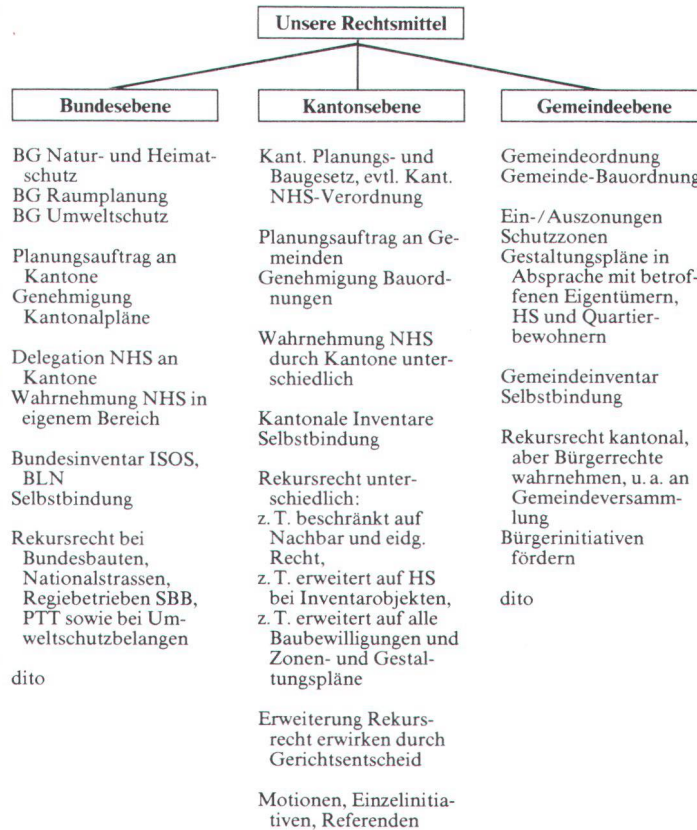 Unsere Rechtsmittel
Bundesebene
BG Natur- und Heimat-
schutz
BG Raumplanung
BG Umweltschutz
Planungsauftrag an
Kantone
Genehmigung
Kantonalpläne
Delegation NHS an
Kantone
Wahrnehmung NHS in
eigenem Bereich
Bundesinventar ISOS,
BLN
Selbstbindung
Rekursrecht bei
Bundesbauten,
Nationalstrassen,
Regiebetrieben SBB,
PTT sowie bei Um-
weltschutzbelangen
dito
Kantonsebene
Kant. Planungs- und
Baugesetz, evtl. Kant.
NHS-Verordnung
Planungsauftrag an Ge-
meinden
Genehmigung Bauord-
nungen
Wahrnehmung NHS
durch Kantone unter-
schiedlich
Kantonale Inventare
Selbstbindung
Rekursrecht unter-
schiedlich:
z. T. beschränkt auf
Nachbar und eidg.
Recht,
z. T. erweitert auf HS
bei Inventarobjekten,
z. T. erweitert auf alle
Baubewilligungen und
Zonen- und Gestal-
tungspläne
Erweiterung Rekurs-
recht erwirken durch
Gerichtsentscheid
Motionen, Einzelinitia-
tiven, Referenden
Gemeindeebene
Gemeindeordnung
Gemeinde-Bauordnung
Ein-/Auszonungen
Schutzzonen
Gestaltungspläne in
Absprache mit betrof-
fenen Eigentümern,
HS und Quartier-
bewohnern
Gemeindeinventar
Selbstbindung
Rekursrecht kantonal,
aber Bürgerrechte
wahrnehmen, u. a. an
Gemeindeversamm-
lung
Bürgerinitiativen
fördern
dito